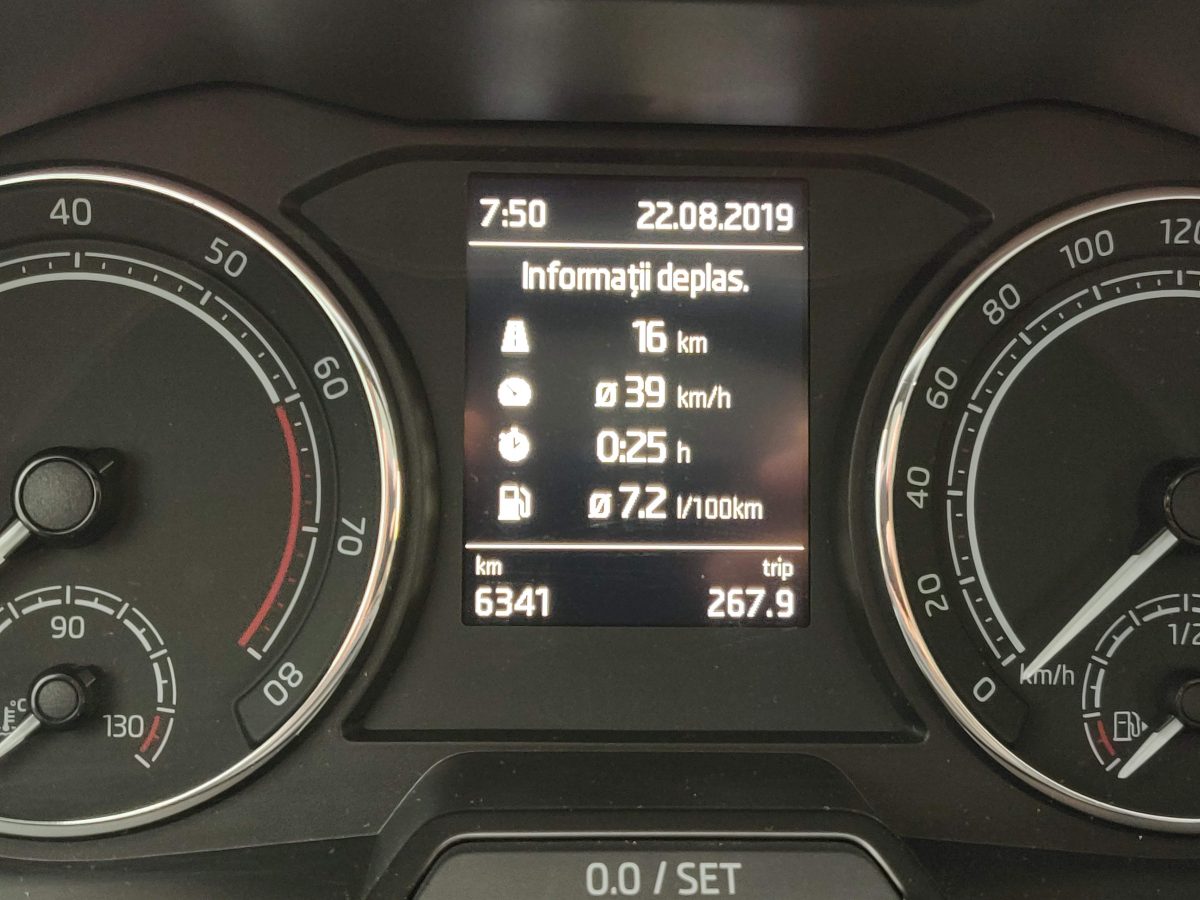 7:50 22.08.2019
Informații deplas.
16 km
ø 39 km/h
0:25 h
ø 7.2 l/100km
km trip
6341 267.9
40
50
60
70
80
90
130
°C
0
20
40
60
80
100
120
km/h
1/2
0.0 / SET